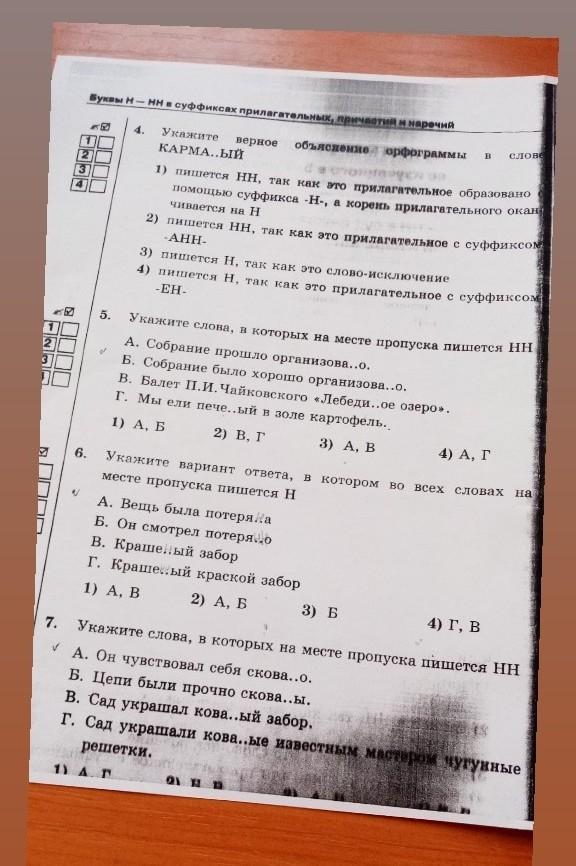 Буквы Н — НН в суффиксах прилагательных, причастий и наречий
4. Укажите верное объяснение орфограммы в слове
КАРМА..ЫЙ
1) пишется НН, так как это прилагательное образовано с
помощью суффикса -Н-, а корень прилагательного окан
чивается на Н
2) пишется НН, так как это прилагательное с суффиксом
-АНН-
3) пишется Н, так как это слово-исключение
4) пишется Н, так как это прилагательное с суффиксом
-ЕН-
1
2
3
4
5. Укажите слова, в которых на месте пропуска пишется НН
А. Собрание прошло организова..о.
Б. Собрание было хорошо организова..о.
В. Балет П.И.Чайковского «Лебеди..ое озеро».
Г. Мы ели пече..ый в золе картофель.
1) А, Б 2) В, Г 3) А, В 4) А, Г
1
2
3
4
6. Укажите вариант ответа, в котором во всех словах на
месте пропуска пишется Н
А. Вещь была потеря..а
Б. Он смотрел потеря..о
В. Краше..ый забор
Г. Краше..ый краской забор
1) А, В 2) А, Б 3) Б 4) Г, В
7. Укажите слова, в которых на месте пропуска пишется НН
А. Он чувствовал себя скова..о.
Б. Цепи были прочно скова..ы.
В. Сад украшал кова..ый забор.
Г. Сад украшали кова..ые известным мастером чугунные
решетки.
1) А, Г 2)